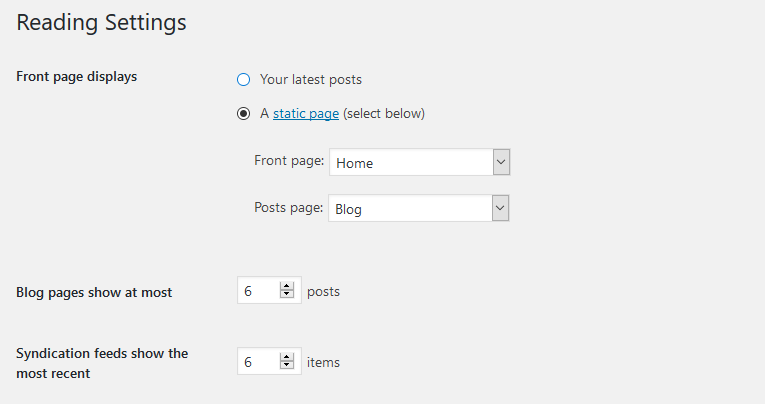 Reading Settings
Front page displays
Your latest posts
A static page (select below)
Front page: Home
Posts page: Blog
Blog pages show at most 6 posts
Syndication feeds show the
most recent
6 items